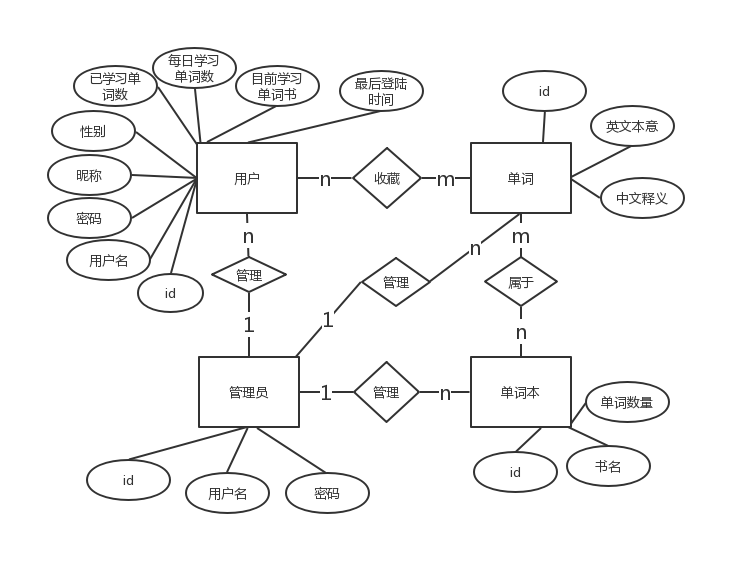 每日学习
单词数
已学习单
词数
目前学习
单词书
最后登陆
时间
id
性别
英文本意
昵称
用户
n
收藏
m
单词
密码
中文释义
用户名
n
n
m
id
管理
管理
属于
1
1
n
管理员
1
管理
n
单词本
单词数量
id
用户名
密码
id
书名